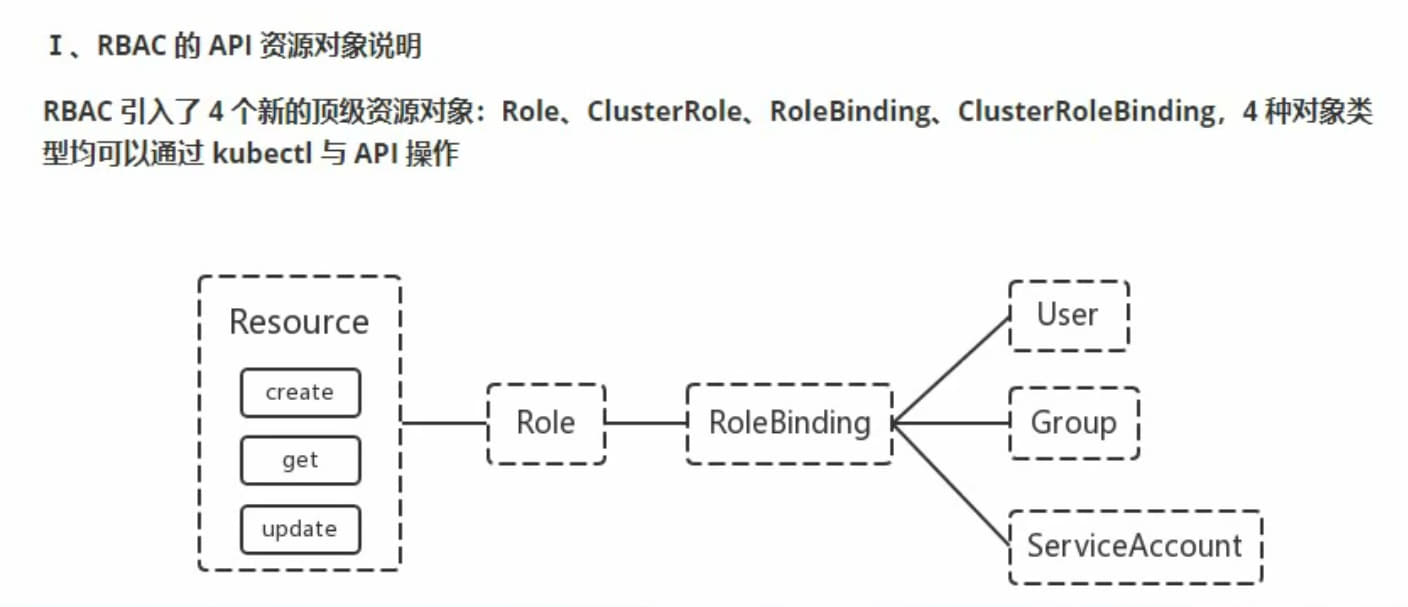 I、RBAC 的 API 资源对象说明
RBAC 引入了 4 个新的顶级资源对象：Role、ClusterRole、RoleBinding、ClusterRoleBinding，4 种对象类
型均可以通过 kubectl 与 API 操作
Resource
create
get
update
Role
RoleBinding
User
Group
ServiceAccount